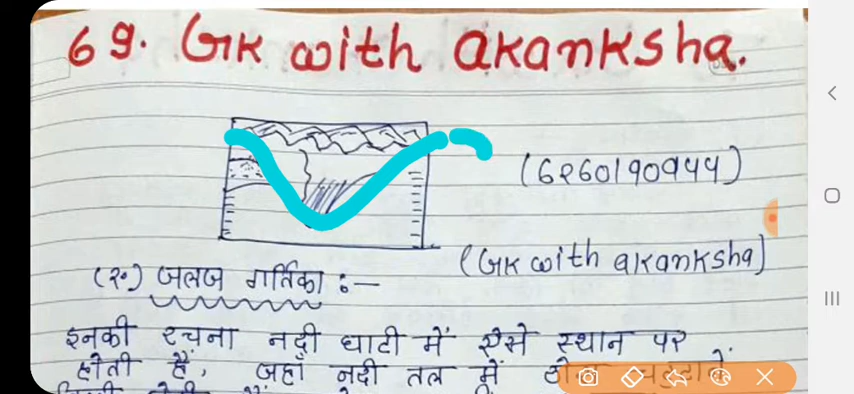 69. GK with akanksha.
(6260190944)
(GK with akanksha)
(२०) जलज गर्तिका :—
इनकी रचना नदी घाटी में ऐसे स्थान पर
होती हैं, जहाँ नदी तल में